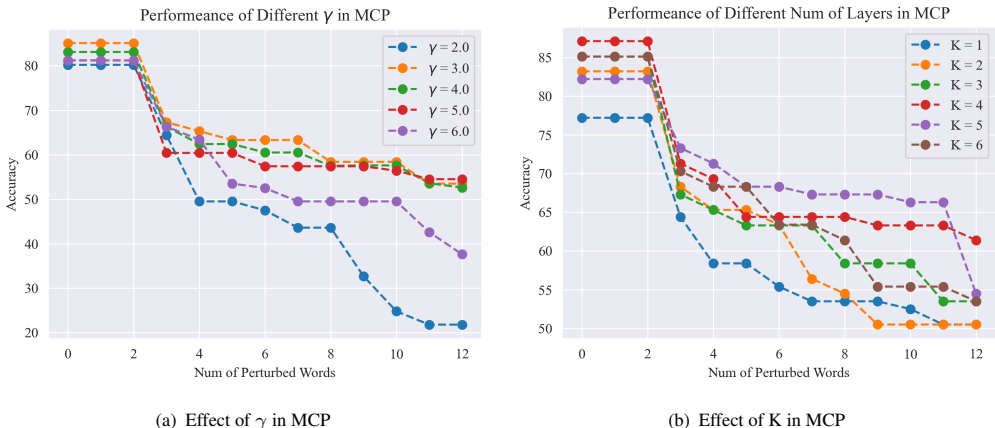 Performeance of Different γ in MCP
80
70
60
50
40
30
20
Accuracy
γ = 2.0
γ = 3.0
γ = 4.0
γ = 5.0
γ = 6.0
0 2 4 6 8 10 12
Num of Perturbed Words
(a) Effect of γ in MCP
Performeance of Different Num of Layers in MCP
85
80
75
70
65
60
55
50
Accuracy
K = 1
K = 2
K = 3
K = 4
K = 5
K = 6
0 2 4 6 8 10 12
Num of Perturbed Words
(b) Effect of K in MCP